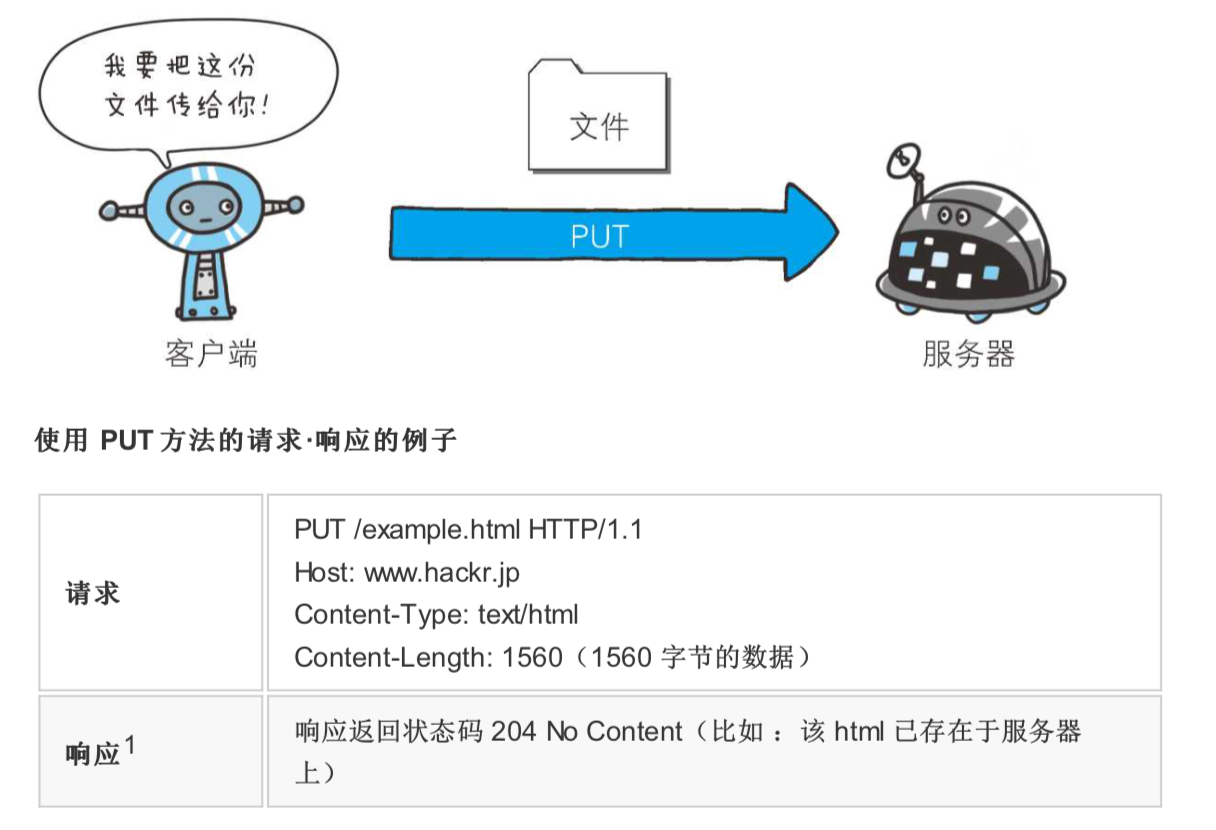 我要把这份
文件传给你!
文件
PUT
客户端
服务器
使用 PUT 方法的请求·响应的例子
请求
PUT /example.html HTTP/1.1
Host: www.hackr.jp
Content-Type: text/html
Content-Length: 1560（1560 字节的数据）
响应1
响应返回状态码 204 No Content（比如 ：该 html 已存在于服务器
上）